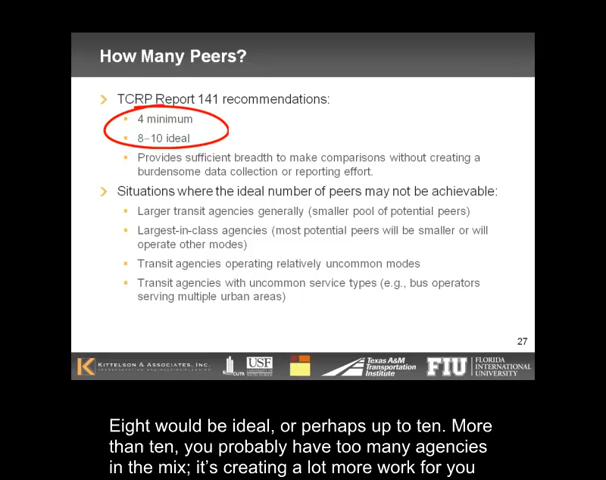 How Many Peers?
TCRP Report 141 recommendations:
4 minimum
8–10 ideal
Provides sufficient breadth to make comparisons without creating a
burdensome data collection or reporting effort.
Situations where the ideal number of peers may not be achievable:
Larger transit agencies generally (smaller pool of potential peers)
Largest-in-class agencies (most potential peers will be smaller or will
operate other modes)
Transit agencies operating relatively uncommon modes
Transit agencies with uncommon service types (e.g., bus operators
serving multiple urban areas)
27
KITTELSON & ASSOCIATES, INC.
CUTR
USF
Texas A&M
Transportation
Institute
FIU
FLORIDA
INTERNATIONAL
UNIVERSITY
Eight would be ideal, or perhaps up to ten. More
than ten, you probably have too many agencies
in the mix; it's creating a lot more work for you